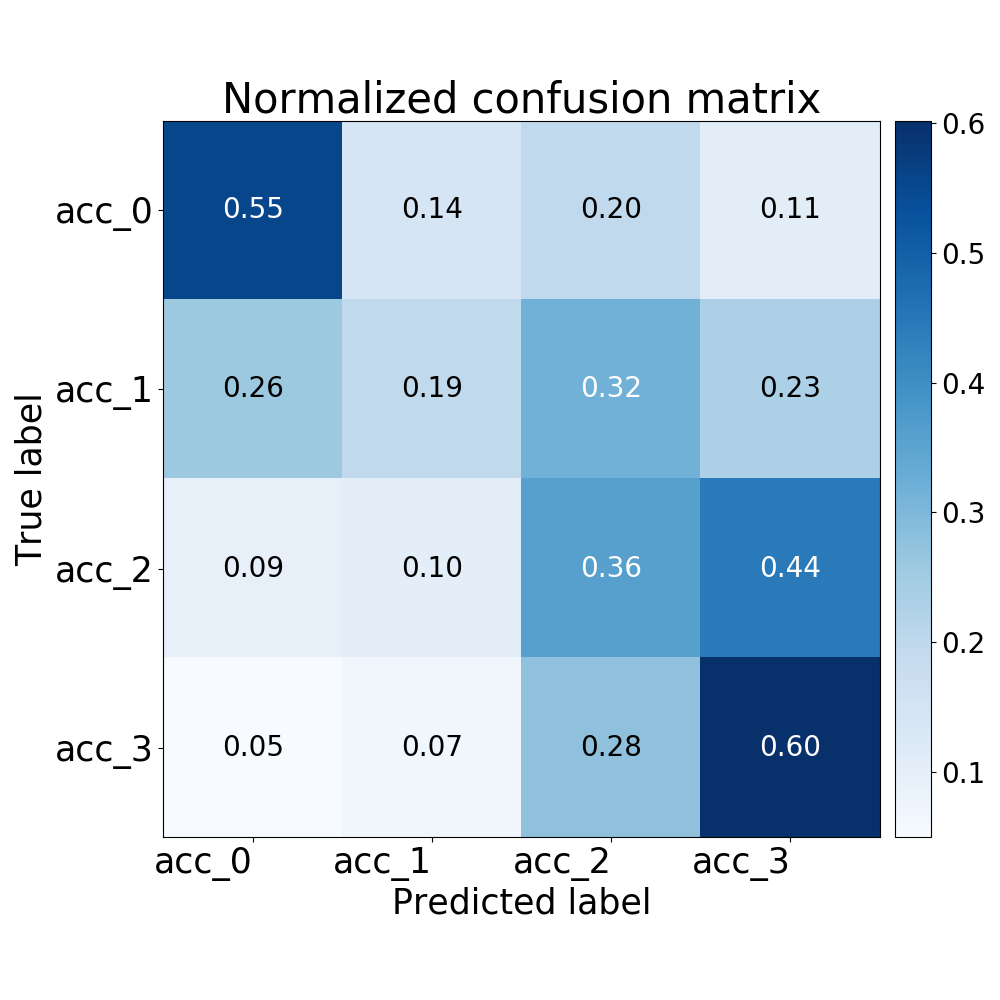 Normalized confusion matrix
True label
acc_0 0.55 0.14 0.20 0.11
acc_1 0.26 0.19 0.32 0.23
acc_2 0.09 0.10 0.36 0.44
acc_3 0.05 0.07 0.28 0.60
acc_0 acc_1 acc_2 acc_3
Predicted label
0.6
0.5
0.4
0.3
0.2
0.1